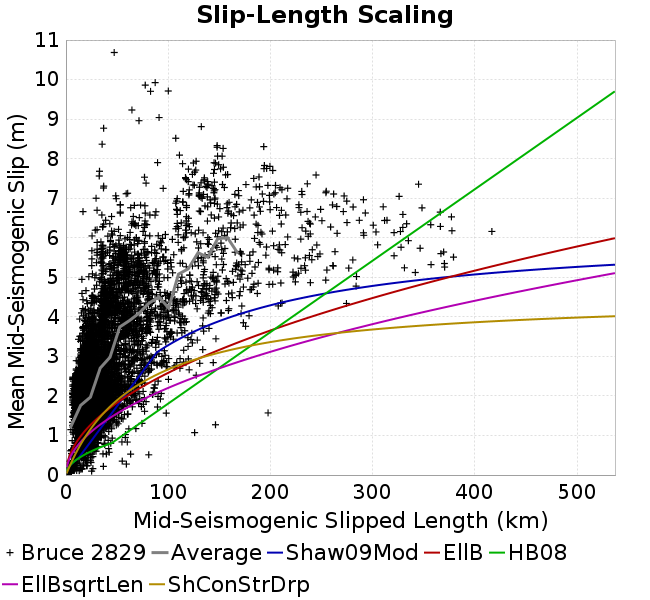 Slip-Length Scaling
Mean Mid-Seismogenic Slip (m)
11
10
9
8
7
6
5
4
3
2
1
0
0 100 200 300 400 500
Mid-Seismogenic Slipped Length (km)
Bruce 2829 Average Shaw09Mod EllB HB08
EllBsqrtLen ShConStrDrp